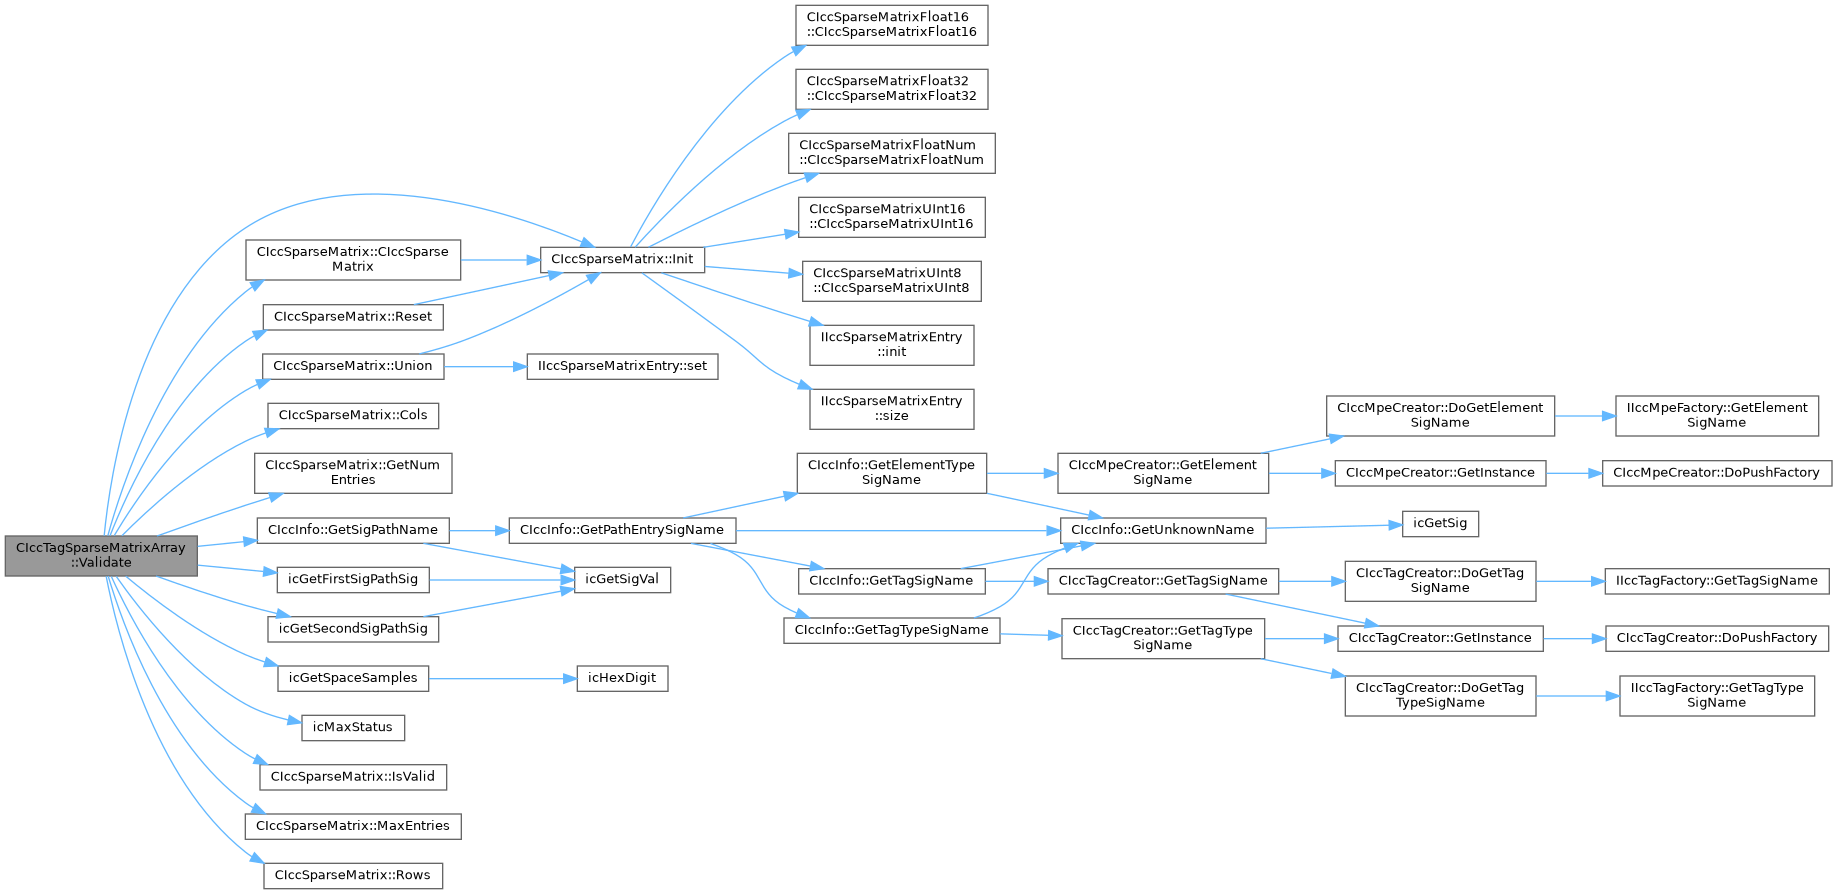 CIccTagSparseMatrixArray
::Validate
CIccSparseMatrix::CIccSparse
Matrix
CIccSparseMatrix::Reset
CIccSparseMatrix::Union
CIccSparseMatrix::Cols
CIccSparseMatrix::GetNum
Entries
CIccInfo::GetSigPathName
icGetFirstSigPathSig
icGetSecondSigPathSig
icGetSpaceSamples
icMaxStatus
CIccSparseMatrix::IsValid
CIccSparseMatrix::MaxEntries
CIccSparseMatrix::Rows
CIccSparseMatrix::Init
IIccSparseMatrixEntry::set
CIccInfo::GetPathEntrySigName
icGetSigVal
icHexDigit
CIccSparseMatrixFloat16
::CIccSparseMatrixFloat16
CIccSparseMatrixFloat32
::CIccSparseMatrixFloat32
CIccSparseMatrixFloatNum
::CIccSparseMatrixFloatNum
CIccSparseMatrixUInt16
::CIccSparseMatrixUInt16
CIccSparseMatrixUInt8
::CIccSparseMatrixUInt8
IIccSparseMatrixEntry
::init
IIccSparseMatrixEntry
::size
CIccInfo::GetElementType
SigName
CIccInfo::GetTagSigName
CIccInfo::GetTagTypeSigName
CIccMpeCreator::GetElement
SigName
CIccInfo::GetUnknownName
CIccTagCreator::GetTagSigName
CIccTagCreator::GetTagType
SigName
CIccMpeCreator::DoGetElement
SigName
CIccMpeCreator::GetInstance
icGetSig
CIccTagCreator::DoGetTag
SigName
CIccTagCreator::GetInstance
CIccTagCreator::DoGetTag
TypeSigName
IIccMpeFactory::GetElement
SigName
CIccMpeCreator::DoPushFactory
IIccTagFactory::GetTagSigName
CIccTagCreator::DoPushFactory
IIccTagFactory::GetTagType
SigName